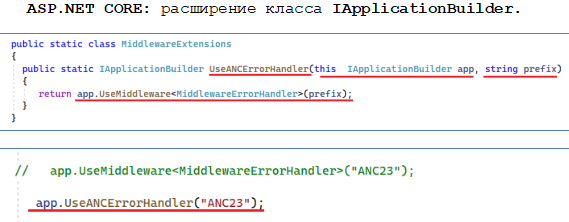 ASP.NET CORE: расширение класса IApplicationBuilder.
public static class MiddlewareExtensions
{
public static IApplicationBuilder UseANCErrorHandler(this IApplicationBuilder app, string prefix)
{
return app.UseMiddleware<MiddlewareErrorHandler>(prefix);
}
}
// app.UseMiddleware<MiddlewareErrorHandler>("ANC23");
app.UseANCErrorHandler("ANC23");